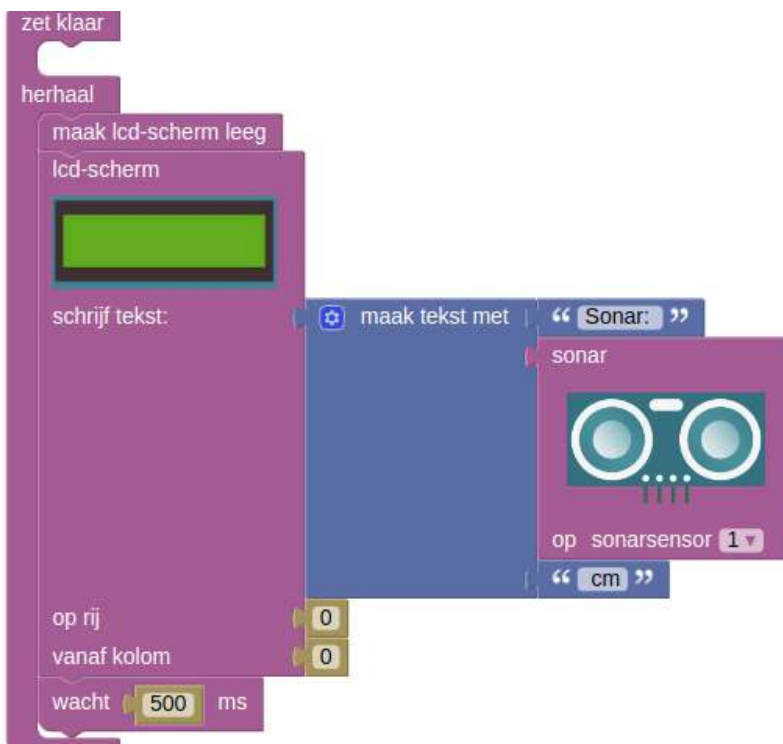 zet klaar
herhaal
maak lcd-scherm leeg
lcd-scherm
schrijf tekst: maak tekst met “ Sonar: ”
sonar
op sonarsensor 1
“ cm ”
op rij 0
vanaf kolom 0
wacht 500 ms